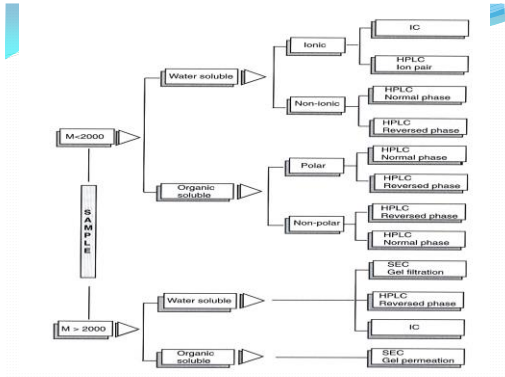 IC
Ionic
HPLC
Ion pair
Water soluble
HPLC
Normal phase
Non-ionic
HPLC
Reversed phase
M<2000
HPLC
Normal phase
Polar
HPLC
Reversed phase
Organic
soluble
HPLC
Reversed phase
Non-polar
HPLC
Normal phase
SAMPLE
SEC
Gel filtration
Water soluble
HPLC
Reversed phase
M > 2000
IC
Organic
soluble
SEC
Gel permeation